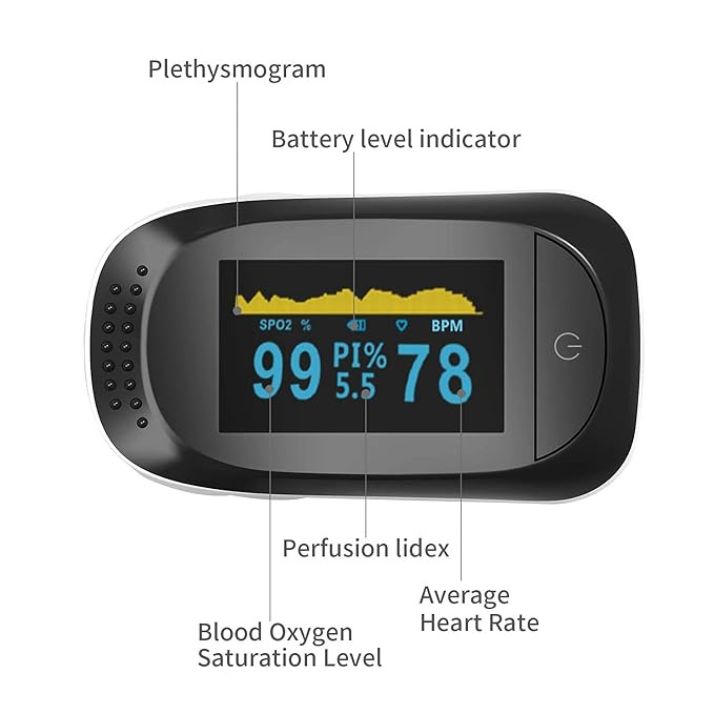 Plethysmogram
Battery level indicator
SPO2 % BPM
99 PI% 78
5.5
Perfusion lidex
Average
Heart Rate
Blood Oxygen
Saturation Level